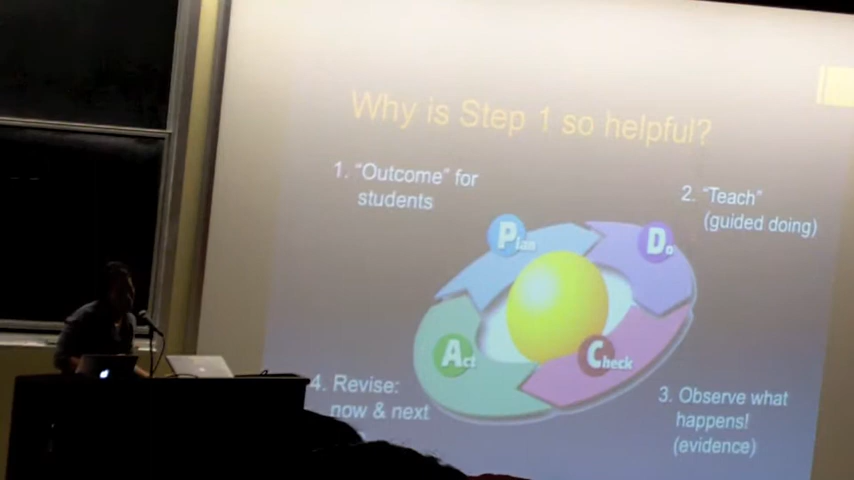 Why is Step 1 so helpful?
1. "Outcome" for
students
2. "Teach"
(guided doing)
Plan
Do
Act
Check
4. Revise:
now & next
3. Observe what
happens!
(evidence)